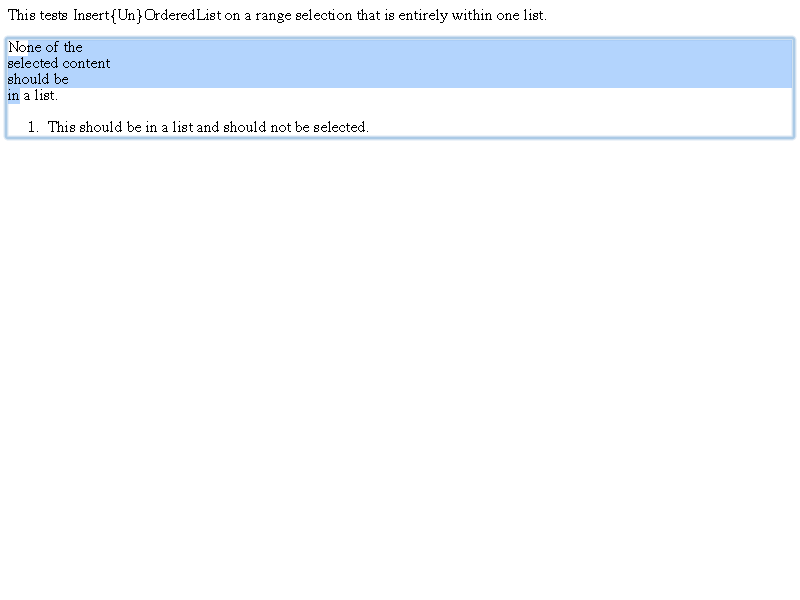 This tests Insert{Un}OrderedList on a range selection that is entirely within one list.
None of the
selected content
should be
in a list.
1. This should be in a list and should not be selected.